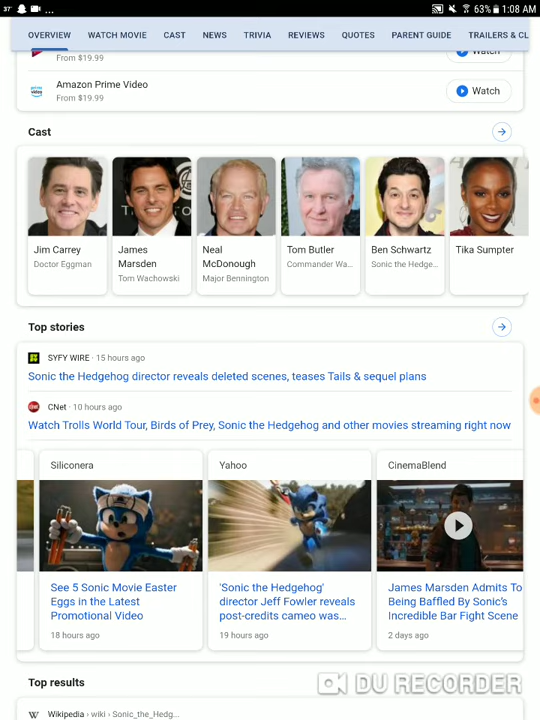 37°
...
63% 1:08 AM
OVERVIEW WATCH MOVIE CAST NEWS TRIVIA REVIEWS QUOTES PARENT GUIDE TRAILERS & CL
From $19.99
Watch
Amazon Prime Video
From $19.99
Watch
Cast
Jim Carrey
Doctor Eggman
James
Marsden
Tom Wachowski
Neal
McDonough
Major Bennington
Tom Butler
Commander Wa...
Ben Schwartz
Sonic the Hedge...
Tika Sumpter
Top stories
SYFY WIRE · 15 hours ago
Sonic the Hedgehog director reveals deleted scenes, teases Tails & sequel plans
CNet · 10 hours ago
Watch Trolls World Tour, Birds of Prey, Sonic the Hedgehog and other movies streaming right now
Siliconera
See 5 Sonic Movie Easter
Eggs in the Latest
Promotional Video
18 hours ago
Yahoo
'Sonic the Hedgehog'
director Jeff Fowler reveals
post-credits cameo was...
19 hours ago
CinemaBlend
James Marsden Admits To
Being Baffled By Sonic's
Incredible Bar Fight Scene
2 days ago
DU RECORDER
Top results
W Wikipedia › wiki › Sonic_the_Hedg...